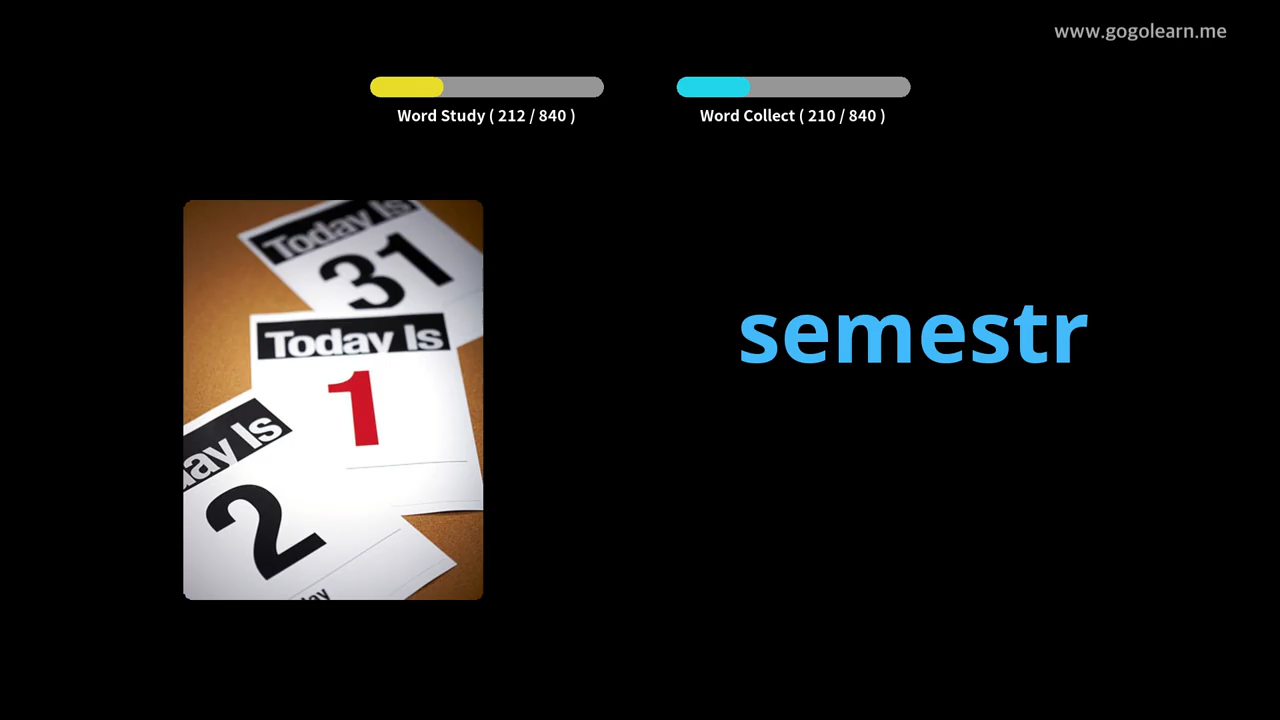 www.gogolearn.me
Word Study ( 212 / 840 )
Word Collect ( 210 / 840 )
Today Is
31
Today Is
1
ay Is
2
ay
semestr